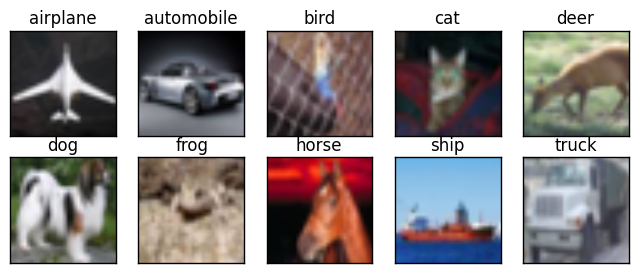 airplane automobile bird cat deer
dog frog horse ship truck